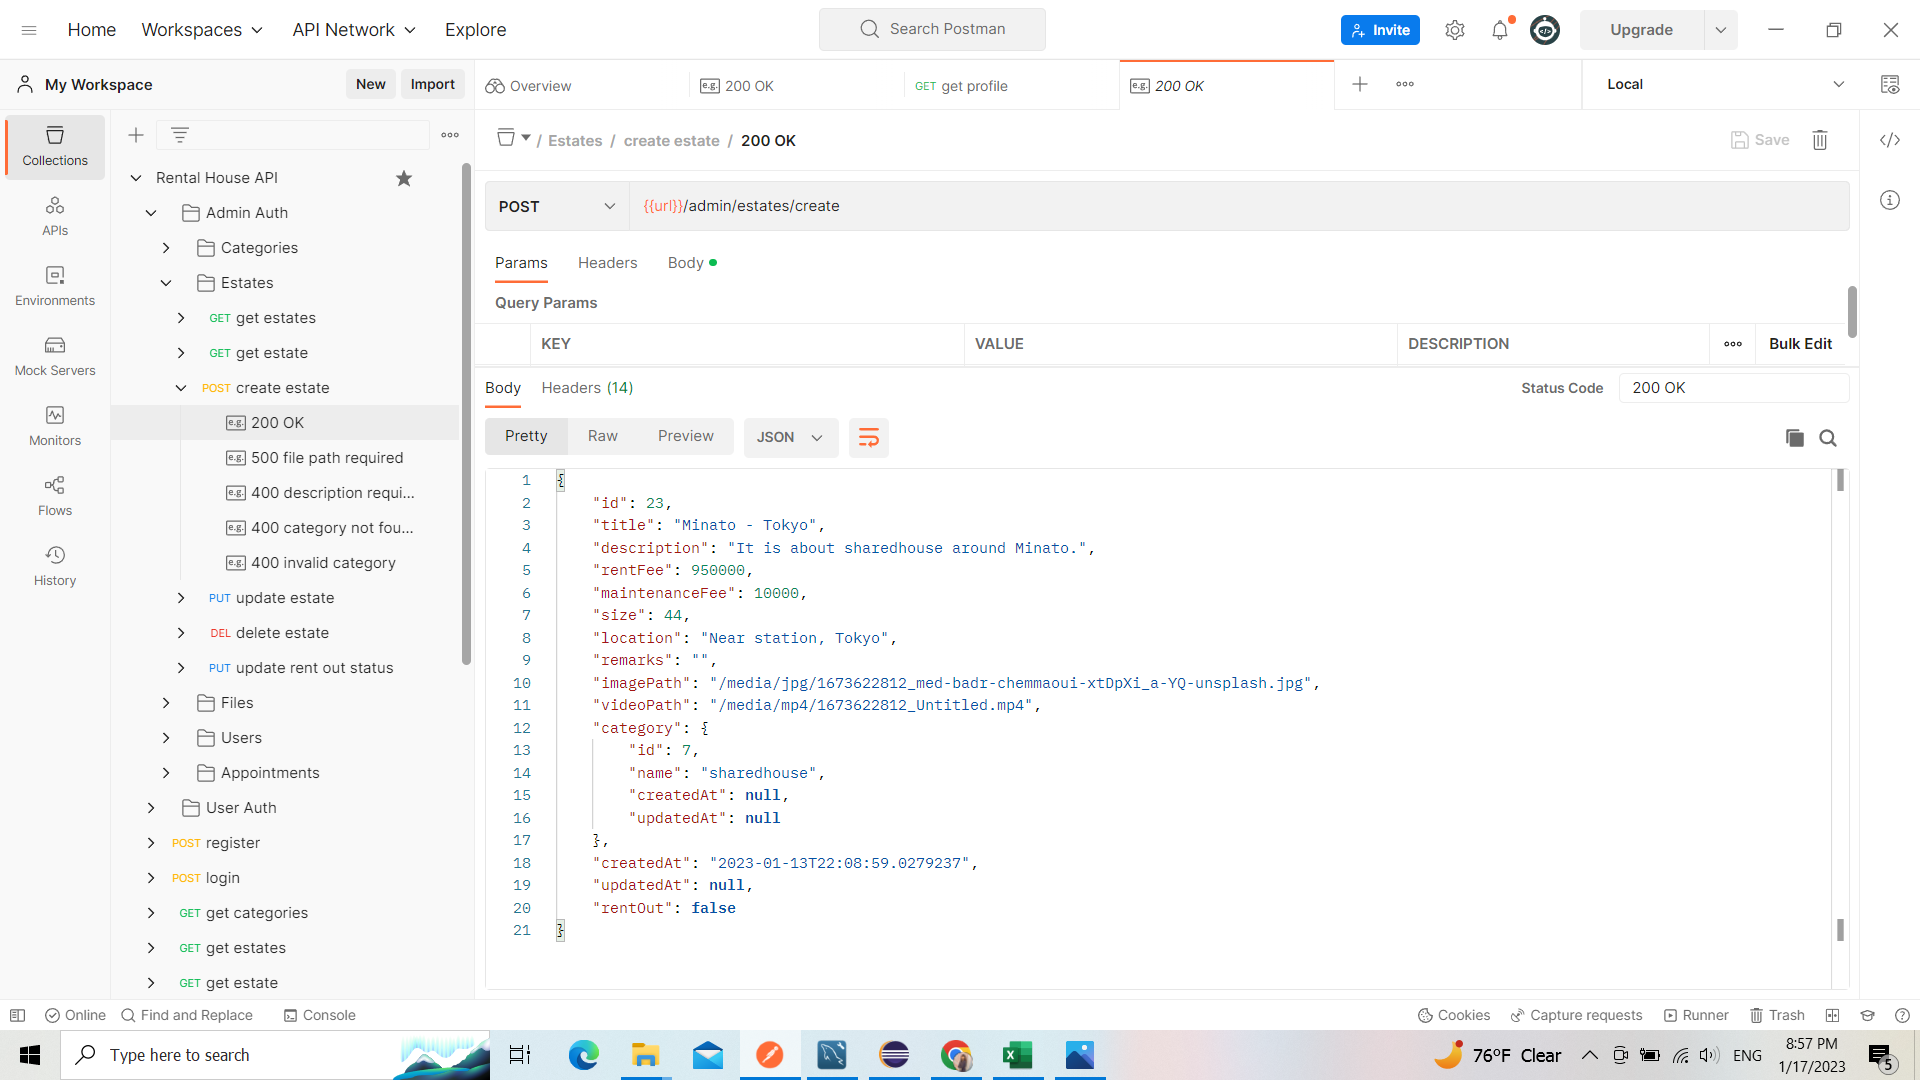 Home Workspaces API Network Explore Search Postman Invite Upgrade
My Workspace New Import Overview e.g. 200 OK GET get profile e.g. 200 OK Local
Collections
APIs
Environments
Mock Servers
Monitors
Flows
History
Rental House API
Admin Auth
Categories
Estates
GET get estates
GET get estate
POST create estate
e.g. 200 OK
e.g. 500 file path required
e.g. 400 description requi...
e.g. 400 category not fou...
e.g. 400 invalid category
PUT update estate
DEL delete estate
PUT update rent out status
Files
Users
Appointments
User Auth
POST register
POST login
GET get categories
GET get estates
GET get estate
/ Estates / create estate / 200 OK Save
POST {{url}}/admin/estates/create
Params Headers Body
Query Params
KEY VALUE DESCRIPTION Bulk Edit
Body Headers (14) Status Code 200 OK
Pretty Raw Preview JSON
1 {
2 "id": 23,
3 "title": "Minato - Tokyo",
4 "description": "It is about sharedhouse around Minato.",
5 "rentFee": 950000,
6 "maintenanceFee": 10000,
7 "size": 44,
8 "location": "Near station, Tokyo",
9 "remarks": "",
10 "imagePath": "/media/jpg/1673622812_med-badr-chemmaoui-xtDpXi_a-YQ-unsplash.jpg",
11 "videoPath": "/media/mp4/1673622812_Untitled.mp4",
12 "category": {
13 "id": 7,
14 "name": "sharedhouse",
15 "createdAt": null,
16 "updatedAt": null
17 },
18 "createdAt": "2023-01-13T22:08:59.0279237",
19 "updatedAt": null,
20 "rentOut": false
21 }
Online Find and Replace Console Cookies Capture requests Runner Trash
Type here to search 76°F Clear ENG 8:57 PM
1/17/2023 5